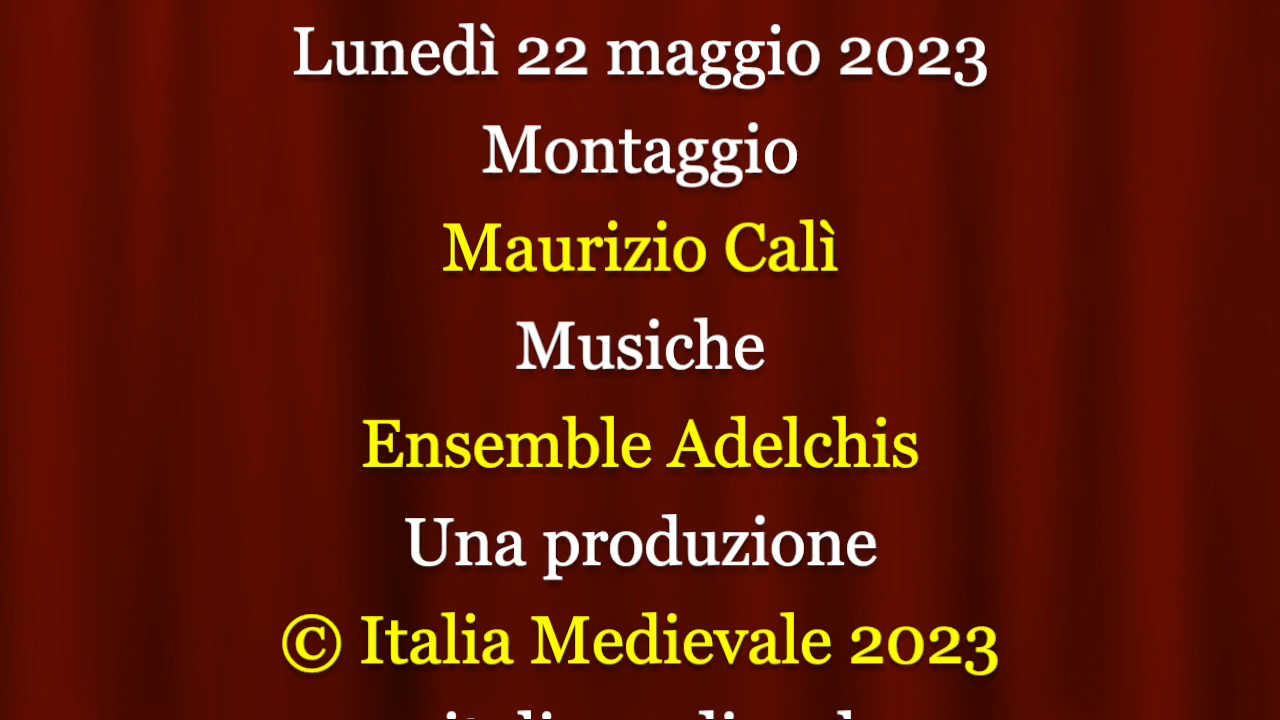 Lunedì 22 maggio 2023
Montaggio
Maurizio Calì
Musiche
Ensemble Adelchis
Una produzione
© Italia Medievale 2023